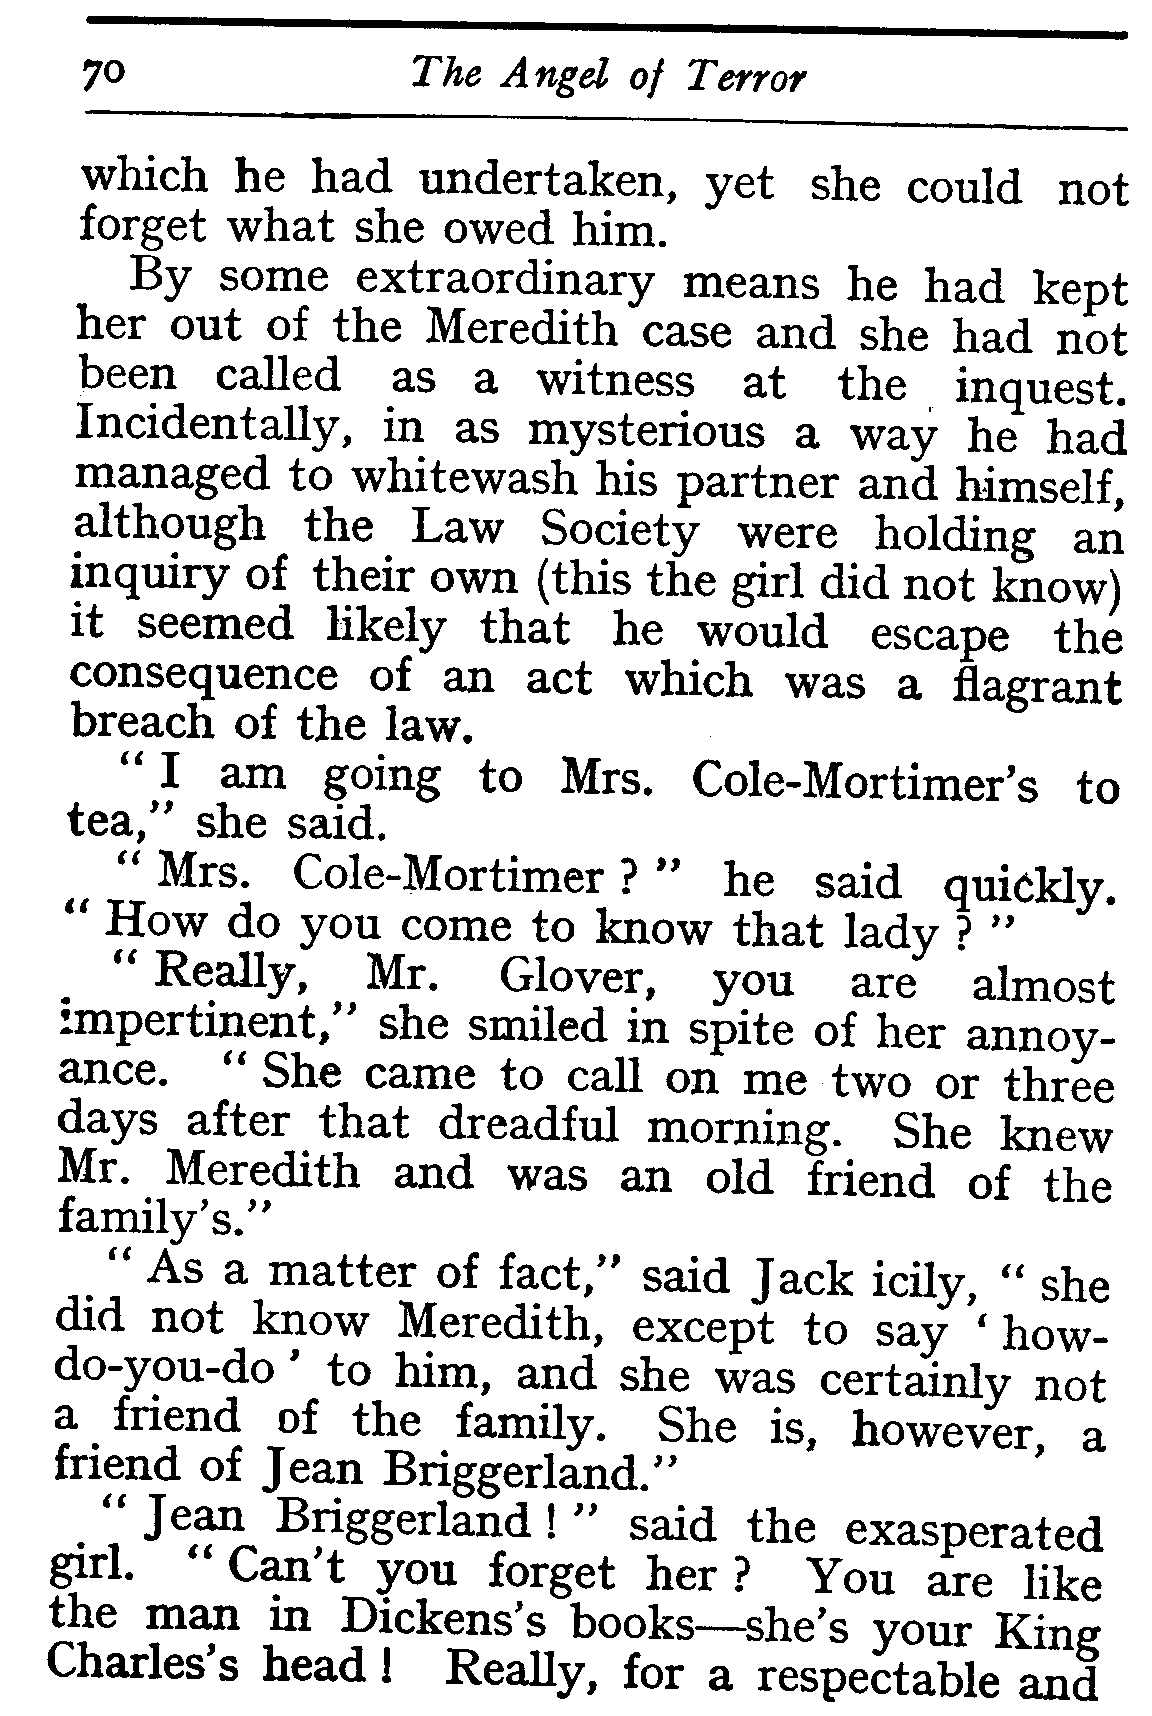 70 The Angel of Terror
which he had undertaken, yet she could not
forget what she owed him.
By some extraordinary means he had kept
her out of the Meredith case and she had not
been called as a witness at the inquest.
Incidentally, in as mysterious a way he had
managed to whitewash his partner and himself,
although the Law Society were holding an
inquiry of their own (this the girl did not know)
it seemed likely that he would escape the
consequence of an act which was a flagrant
breach of the law.
" I am going to Mrs. Cole-Mortimer's to
tea," she said.
" Mrs. Cole-Mortimer ? " he said quickly.
" How do you come to know that lady ? "
" Really, Mr. Glover, you are almost
impertinent," she smiled in spite of her annoy-
ance. " She came to call on me two or three
days after that dreadful morning. She knew
Mr. Meredith and was an old friend of the
family's."
" As a matter of fact," said Jack icily, " she
did not know Meredith, except to say ' how-
do-you-do ' to him, and she was certainly not
a friend of the family. She is, however, a
friend of Jean Briggerland."
" Jean Briggerland ! " said the exasperated
girl. " Can't you forget her ? You are like
the man in Dickens's books—she's your King
Charles's head ! Really, for a respectable and